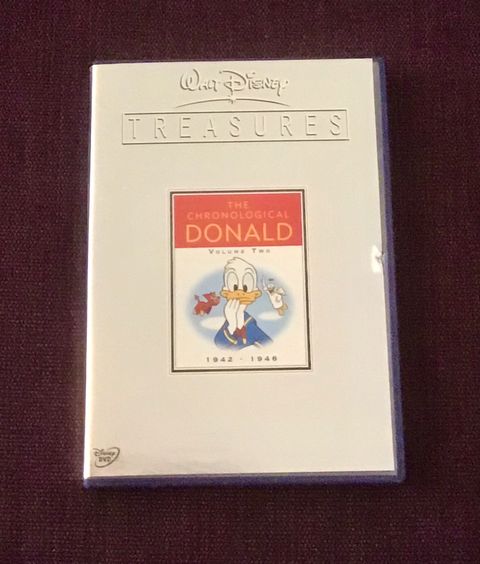 WALT DISNEY
TREASURES
THE
CHRONOLOGICAL
DONALD
VOLUME TWO
1942 - 1946
DISNEY
DVD